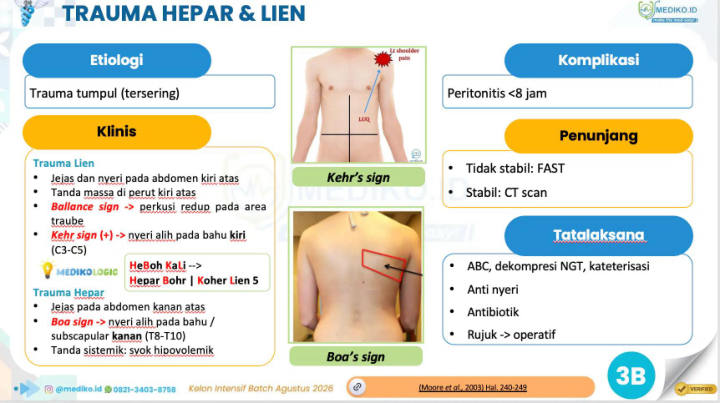 TRAUMA HEPAR & LIEN
MEDIKO.ID
Etiologi
Trauma tumpul (tersering)
Klinis
Trauma Lien
• Jejas dan nyeri pada abdomen kiri atas
• Tanda massa di perut kiri atas
• Ballance sign -> perkusi redup pada area
traube
• Kehr sign (+) -> nyeri alih pada bahu kiri
(C3-C5)
MEDIKOLOGIC
HeBoh KaLi -->
Hepar Bohr | Koher Lien 5
Trauma Hepar
• Jejas pada abdomen kanan atas
• Boa sign -> nyeri alih pada bahu /
subscapular kanan (T8-T10)
• Tanda sistemik: syok hipovolemik
Lt shoulder
pain
LUQ
Kehr's sign
Boa's sign
Komplikasi
Peritonitis <8 jam
Penunjang
• Tidak stabil: FAST
• Stabil: CT scan
Tatalaksana
• ABC, dekompresi NGT, kateterisasi
• Anti nyeri
• Antibiotik
• Rujuk -> operatif
3B
@mediko.id 0821-3403-8758 Kelon Intensif Batch Agustus 2026
(Moore et al., 2003) Hal. 240-249
VERIFIED